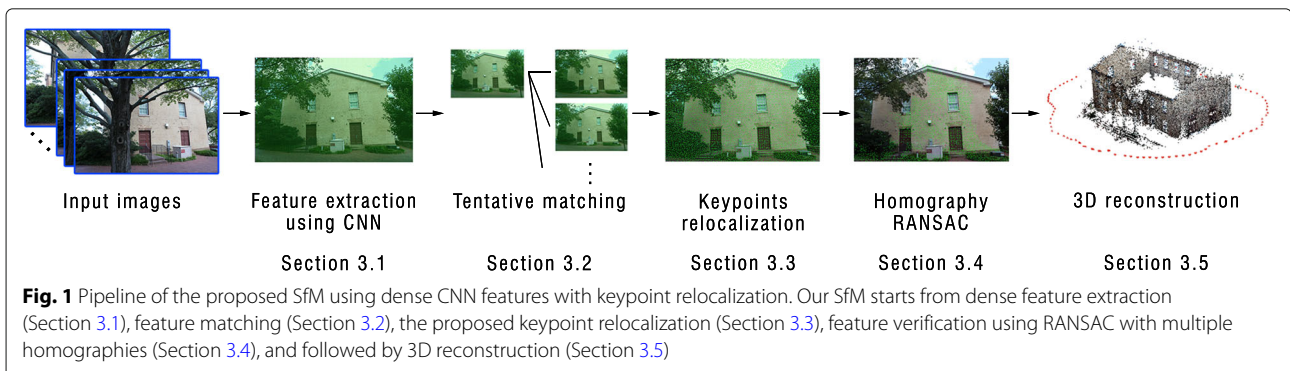 Input images
Feature extraction
using CNN
Section 3.1
Tentative matching
Section 3.2
Keypoints
relocalization
Section 3.3
Homography
RANSAC
Section 3.4
3D reconstruction
Section 3.5
Fig. 1 Pipeline of the proposed SfM using dense CNN features with keypoint relocalization. Our SfM starts from dense feature extraction
(Section 3.1), feature matching (Section 3.2), the proposed keypoint relocalization (Section 3.3), feature verification using RANSAC with multiple
homographies (Section 3.4), and followed by 3D reconstruction (Section 3.5)